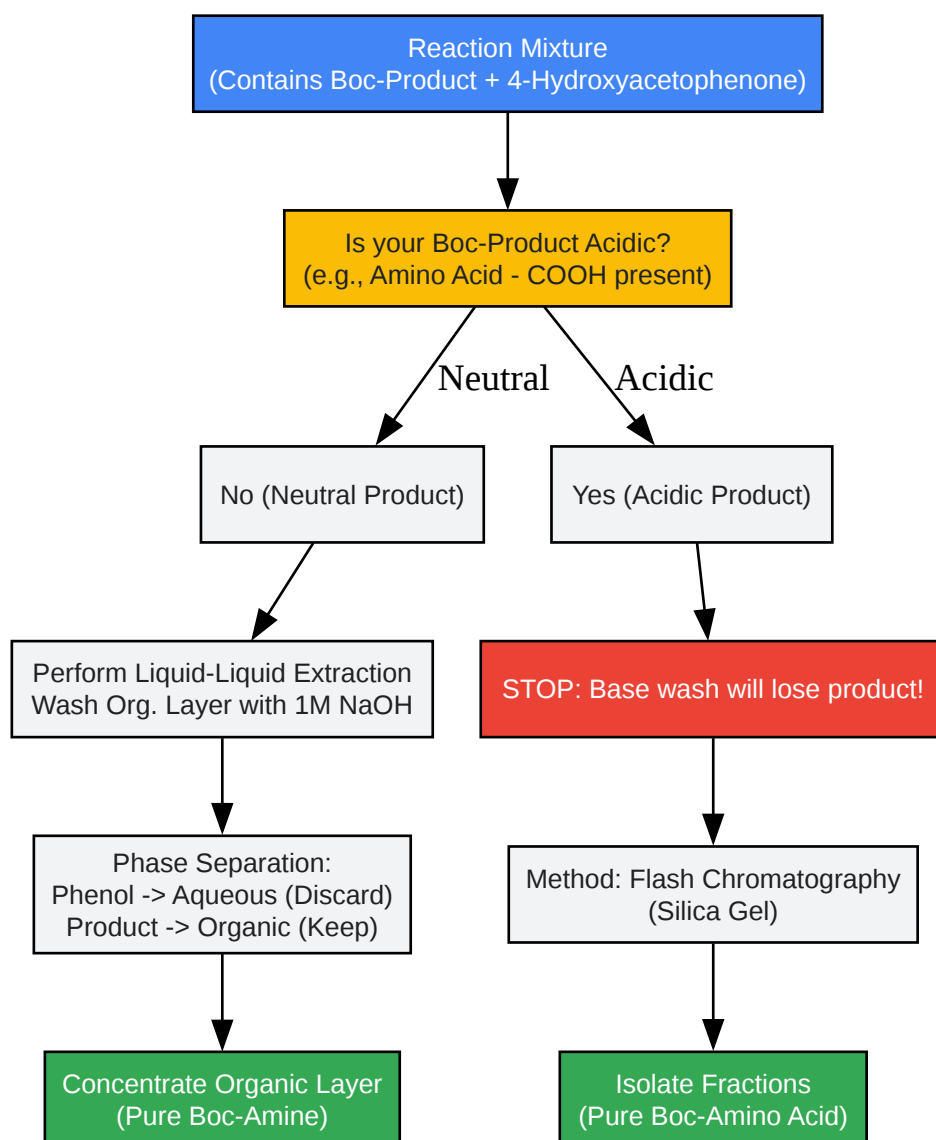 Reaction Mixture
(Contains Boc-Product + 4-Hydroxyacetophenone)
Is your Boc-Product Acidic?
(e.g., Amino Acid - COOH present)
Neutral
Acidic
No (Neutral Product)
Yes (Acidic Product)
Perform Liquid-Liquid Extraction
Wash Org. Layer with 1M NaOH
STOP: Base wash will lose product!
Phase Separation:
Phenol -> Aqueous (Discard)
Product -> Organic (Keep)
Method: Flash Chromatography
(Silica Gel)
Concentrate Organic Layer
(Pure Boc-Amine)
Isolate Fractions
(Pure Boc-Amino Acid)